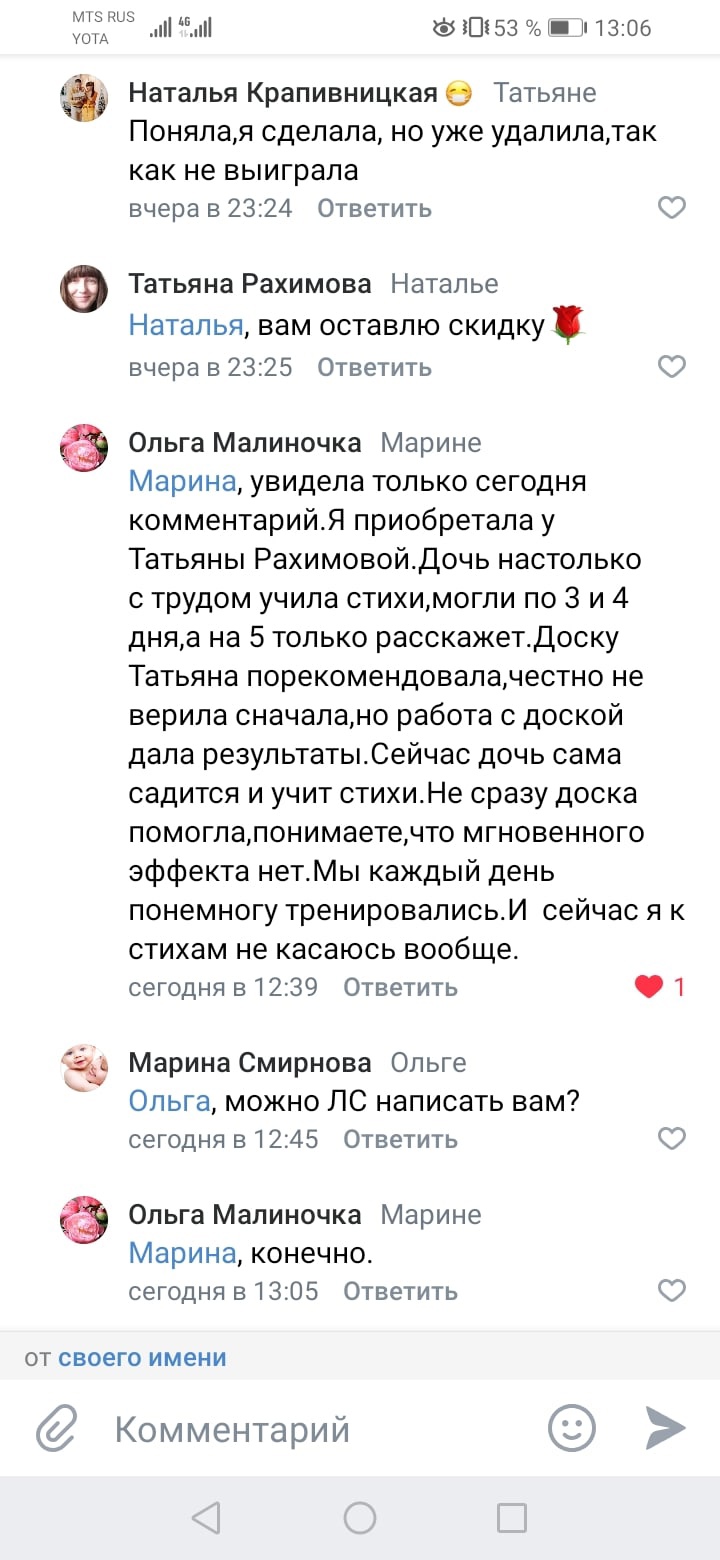 MTS RUS
YOTA
4G
53 %
13:06
Наталья Крапивницкая😷 Татьяне
Поняла,я сделала, но уже удалила,так
как не выиграла
вчера в 23:24 Ответить
Татьяна Рахимова Наталье
Наталья, вам оставлю скидку🌹
вчера в 23:25 Ответить
Ольга Малиночка Марине
Марина, увидела только сегодня
комментарий.Я приобретала у
Татьяны Рахимовой.Дочь настолько
с трудом учила стихи,могли по 3 и 4
дня,а на 5 только расскажет.Доску
Татьяна порекомендовала,честно не
верила сначала,но работа с доской
дала результаты.Сейчас дочь сама
садится и учит стихи.Не сразу доска
помогла,понимаете,что мгновенного
эффекта нет.Мы каждый день
понемногу тренировались.И  сейчас я к
стихам не касаюсь вообще.
сегодня в 12:39 Ответить 1
Марина Смирнова Ольге
Ольга, можно ЛС написать вам?
сегодня в 12:45 Ответить
Ольга Малиночка Марине
Марина, конечно.
сегодня в 13:05 Ответить
от своего имени
Комментарий